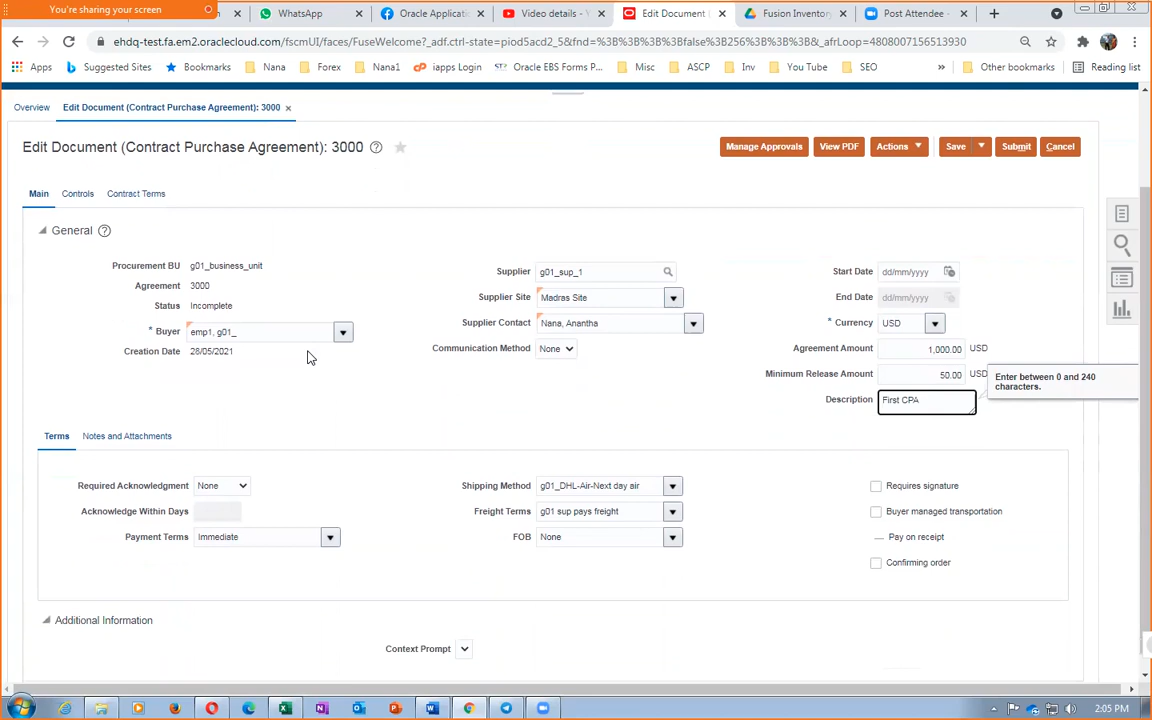 You're sharing your screen
WhatsApp
Oracle Applicatio
Video details - Y
Edit Document (
Fusion Inventory
Post Attendee -
ehdq-test.fa.em2.oraclecloud.com/fscmUI/faces/FuseWelcome?_adf.ctrl-state=piod5acd2_5&fnd=%3B%3B%3B%3Bfalse%3B256%3B%3B%3B&_afrLoop=4808007156513930
Apps
Suggested Sites
Bookmarks
Nana
Forex
Nana1
iapps Login
Oracle EBS Forms P...
Misc
ASCP
Inv
You Tube
SEO
»
Other bookmarks
Reading list
Overview
Edit Document (Contract Purchase Agreement): 3000
Edit Document (Contract Purchase Agreement): 3000
Manage Approvals
View PDF
Actions
Save
Submit
Cancel
Main
Controls
Contract Terms
General
Procurement BU g01_business_unit
Agreement 3000
Status Incomplete
* Buyer emp1, g01_
Creation Date 28/05/2021
Supplier g01_sup_1
Supplier Site Madras Site
Supplier Contact Nana, Anantha
Communication Method None
Start Date dd/mm/yyyy
End Date dd/mm/yyyy
* Currency USD
Agreement Amount 1,000.00 USD
Minimum Release Amount 50.00 USD
Description First CPA
Enter between 0 and 240
characters.
Terms
Notes and Attachments
Required Acknowledgment None
Acknowledge Within Days
Payment Terms Immediate
Shipping Method g01_DHL-Air-Next day air
Freight Terms g01 sup pays freight
FOB None
Requires signature
Buyer managed transportation
Pay on receipt
Confirming order
Additional Information
Context Prompt
2:05 PM